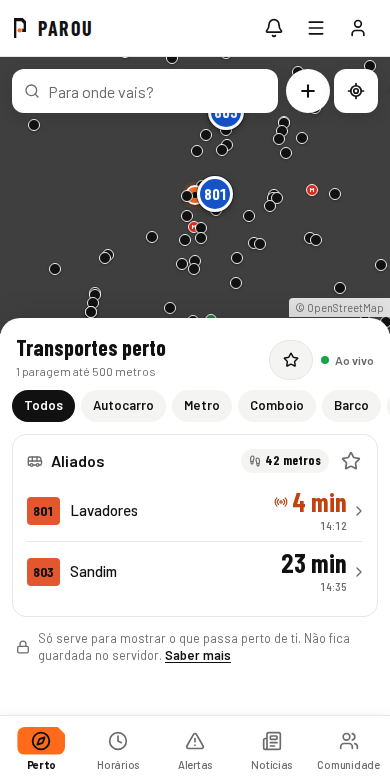 PAROU
Para onde vais?
801
© OpenStreetMap
Transportes perto
1 paragem até 500 metros
Ao vivo
Todos
Autocarro
Metro
Comboio
Barco
Aliados
42 metros
801 Lavadores 4 min
14:12
803 Sandim 23 min
14:35
Só serve para mostrar o que passa perto de ti. Não fica
guardada no servidor. Saber mais
Perto
Horários
Alertas
Notícias
Comunidade